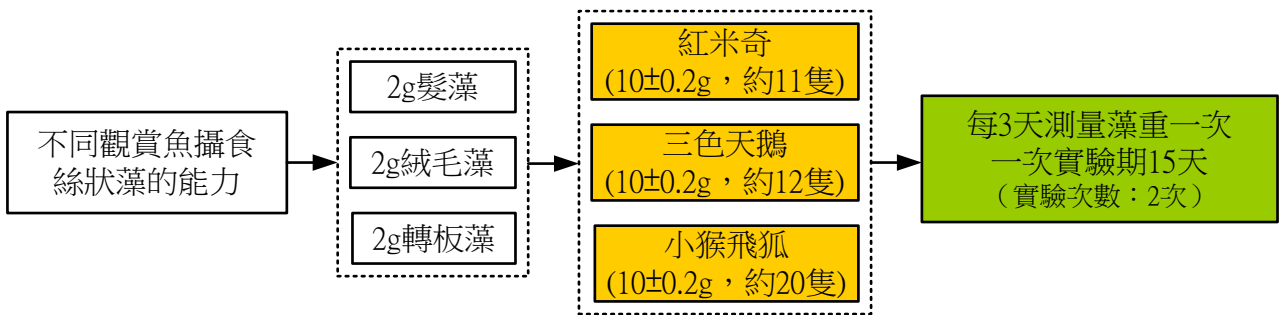 不同觀賞魚攝食
絲狀藻的能力
2g髮藻
2g絨毛藻
2g轉板藻
紅米奇
(10±0.2g，約11隻)
三色天鵝
(10±0.2g，約12隻)
小猴飛狐
(10±0.2g，約20隻)
每3天測量藻重一次
一次實驗期15天
（實驗次數：2次）